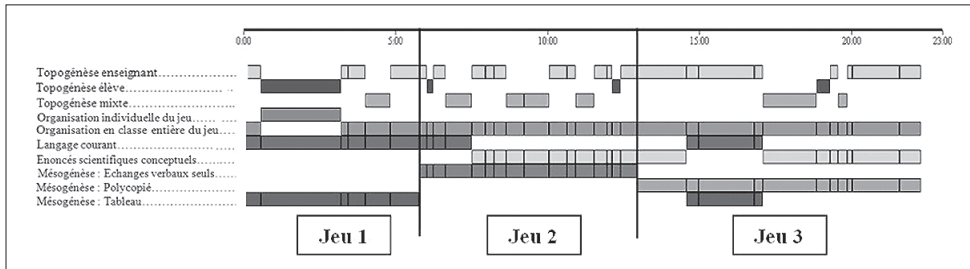 0:00 5:00 10:00 15:00 20:00 23:00
Topogénèse enseignant
Topogénèse élève
Topogénèse mixte
Organisation individuelle du jeu
Organisation en classe entière du jeu
Langage courant
Enoncés scientifiques conceptuels
Mésogénèse : Echanges verbaux seuls
Mésogénèse : Polycopié
Mésogénèse : Tableau
Jeu 1 Jeu 2 Jeu 3